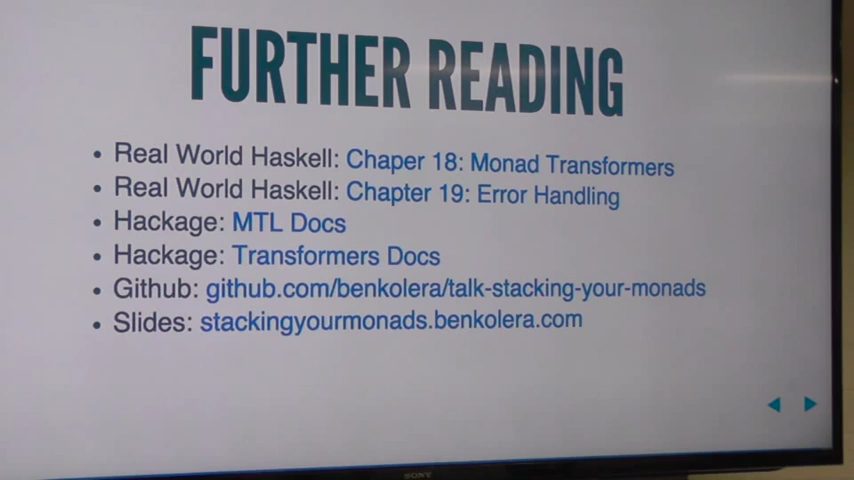 FURTHER READING
• Real World Haskell: Chaper 18: Monad Transformers
• Real World Haskell: Chapter 19: Error Handling
• Hackage: MTL Docs
• Hackage: Transformers Docs
• Github: github.com/benkolera/talk-stacking-your-monads
• Slides: stackingyourmonads.benkolera.com
SONY